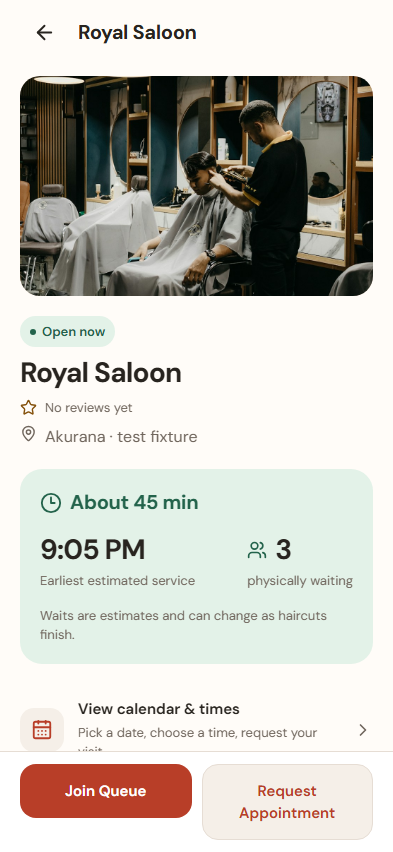 Royal Saloon
Open now
Royal Saloon
No reviews yet
Akurana · test fixture
About 45 min
9:05 PM
3
Earliest estimated service
physically waiting
Waits are estimates and can change as haircuts
finish.
View calendar & times
Pick a date, choose a time, request your
visit.
Join Queue
Request
Appointment